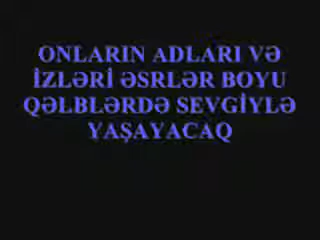 ONLARIN ADLARI VƏ
İZLƏRİ ƏSRLƏR BOYU
QƏLBLƏRDƏ SEVGİYLƏ
YAŞAYACAQ